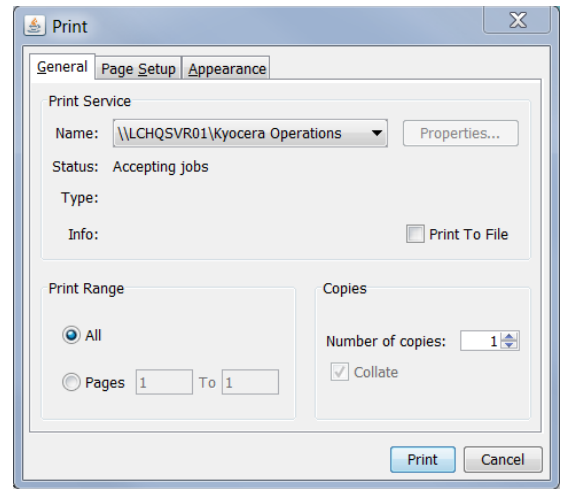 Print
General Page Setup Appearance
Print Service
Name: \\LCHQSVR01\Kyocera Operations Properties...
Status: Accepting jobs
Type:
Info: Print To File
Print Range Copies
All
Number of copies: 1
Collate
Pages 1 To 1
Print Cancel